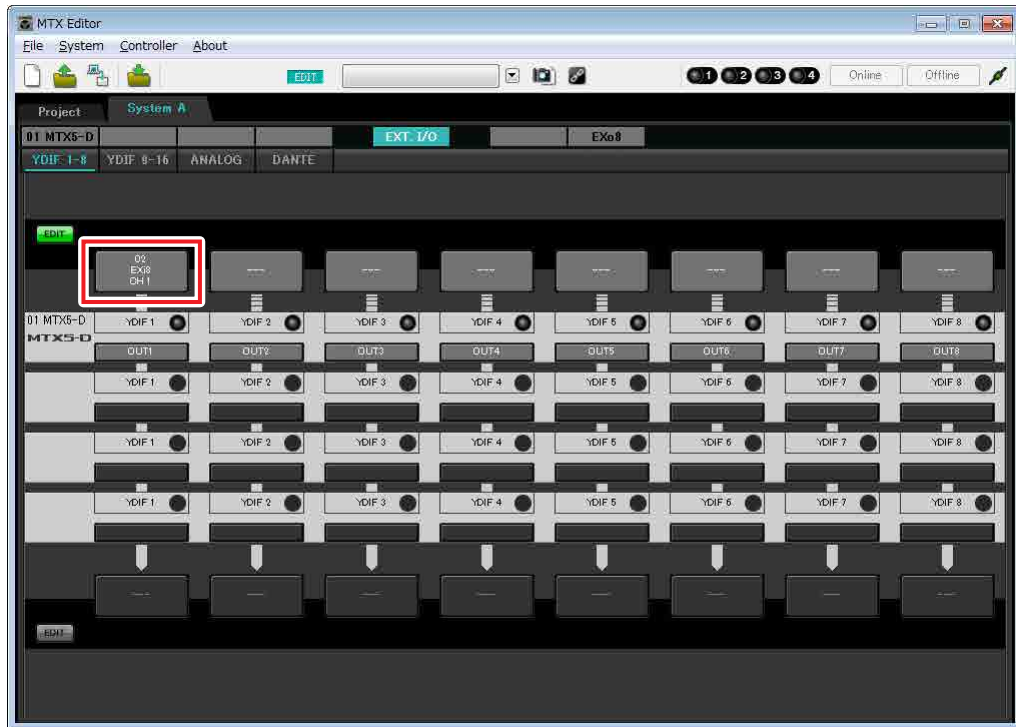 MTX Editor
File System Controller About
EDIT 1 2 3 4 Online Offline
Project System A
01 MTX5-D EXT. I/O EXo8
YDIF 1-8 YDIF 9-16 ANALOG DANTE
EDIT
02
EXi8
CH 1
--- --- --- --- --- --- ---
01 MTX5-D YDIF 1 YDIF 2 YDIF 3 YDIF 4 YDIF 5 YDIF 6 YDIF 7 YDIF 8
MTX5-D
OUT1 OUT2 OUT3 OUT4 OUT5 OUT6 OUT7 OUT8
YDIF 1 YDIF 2 YDIF 3 YDIF 4 YDIF 5 YDIF 6 YDIF 7 YDIF 8
YDIF 1 YDIF 2 YDIF 3 YDIF 4 YDIF 5 YDIF 6 YDIF 7 YDIF 8
YDIF 1 YDIF 2 YDIF 3 YDIF 4 YDIF 5 YDIF 6 YDIF 7 YDIF 8
--- --- --- --- --- --- --- ---
EDIT